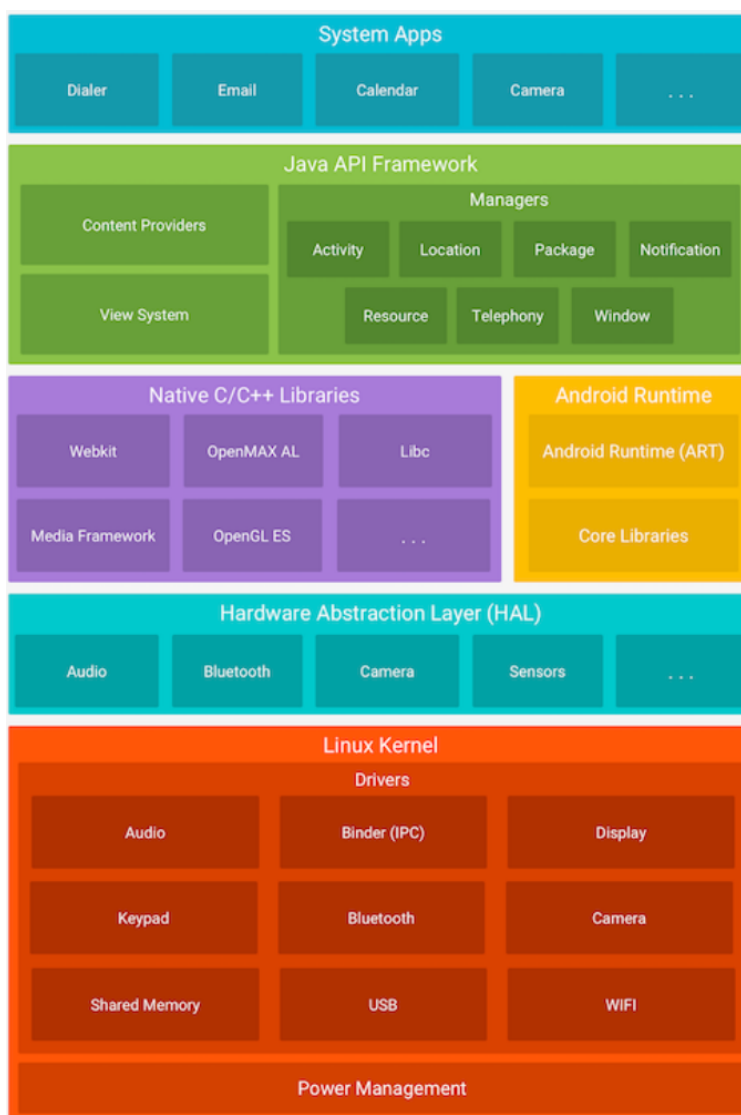 System Apps
Dialer Email Calendar Camera ...
Java API Framework
Content Providers
View System
Managers
Activity Location Package Notification
Resource Telephony Window
Native C/C++ Libraries
Webkit OpenMAX AL Libc
Media Framework OpenGL ES ...
Android Runtime
Android Runtime (ART)
Core Libraries
Hardware Abstraction Layer (HAL)
Audio Bluetooth Camera Sensors ...
Linux Kernel
Drivers
Audio Binder (IPC) Display
Keypad Bluetooth Camera
Shared Memory USB WIFI
Power Management